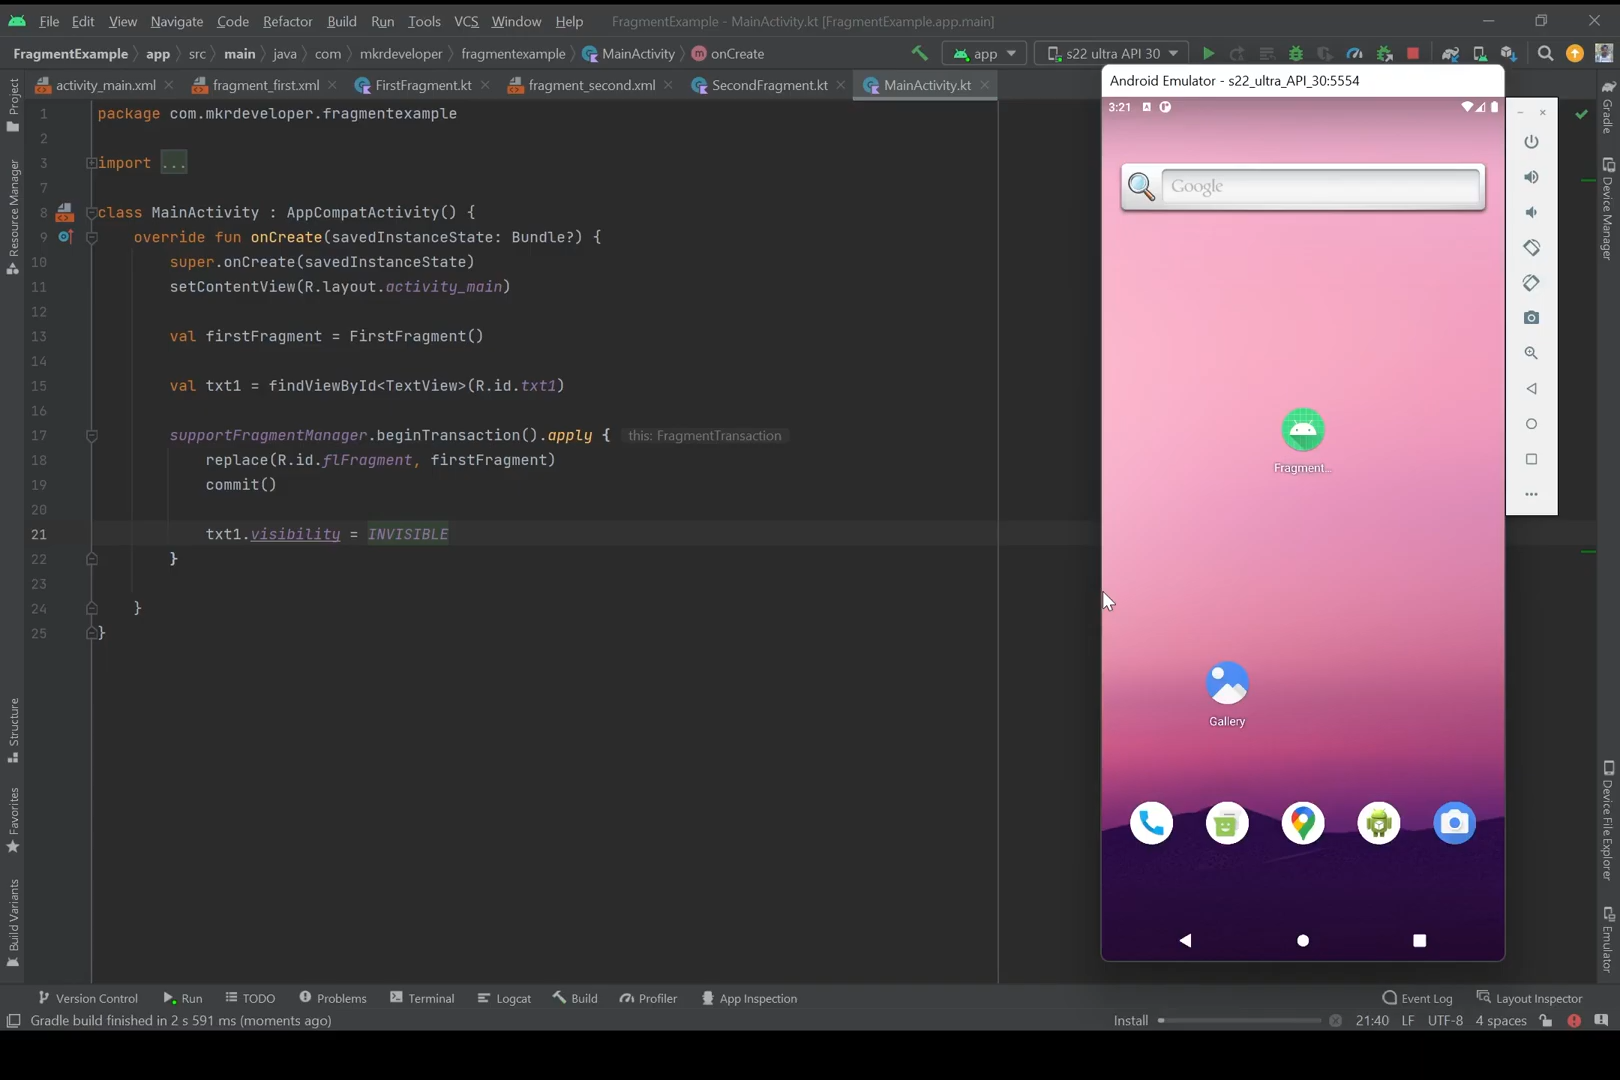 File Edit View Navigate Code Refactor Build Run Tools VCS Window Help FragmentExample - MainActivity.kt [FragmentExample.app.main]
FragmentExample app src main java com mkrdeveloper fragmentexample MainActivity onCreate app s22 ultra API 30
activity_main.xml fragment_first.xml FirstFragment.kt fragment_second.xml SecondFragment.kt MainActivity.kt
Project
Resource Manager
Structure
Favorites
Build Variants
1 package com.mkrdeveloper.fragmentexample
2
3 import ...
7
8 class MainActivity : AppCompatActivity() {
9 override fun onCreate(savedInstanceState: Bundle?) {
10 super.onCreate(savedInstanceState)
11 setContentView(R.layout.activity_main)
12
13 val firstFragment = FirstFragment()
14
15 val txt1 = findViewById<TextView>(R.id.txt1)
16
17 supportFragmentManager.beginTransaction().apply { this: FragmentTransaction
18 replace(R.id.flFragment, firstFragment)
19 commit()
20
21 txt1.visibility = INVISIBLE
22 }
23
24 }
25 }
Android Emulator - s22_ultra_API_30:5554
3:21
Google
Fragment...
Gallery
Gradle
Device Manager
Device File Explorer
Emulator
Version Control Run TODO Problems Terminal Logcat Build Profiler App Inspection Event Log Layout Inspector
Gradle build finished in 2 s 591 ms (moments ago) Install 21:40 LF UTF-8 4 spaces